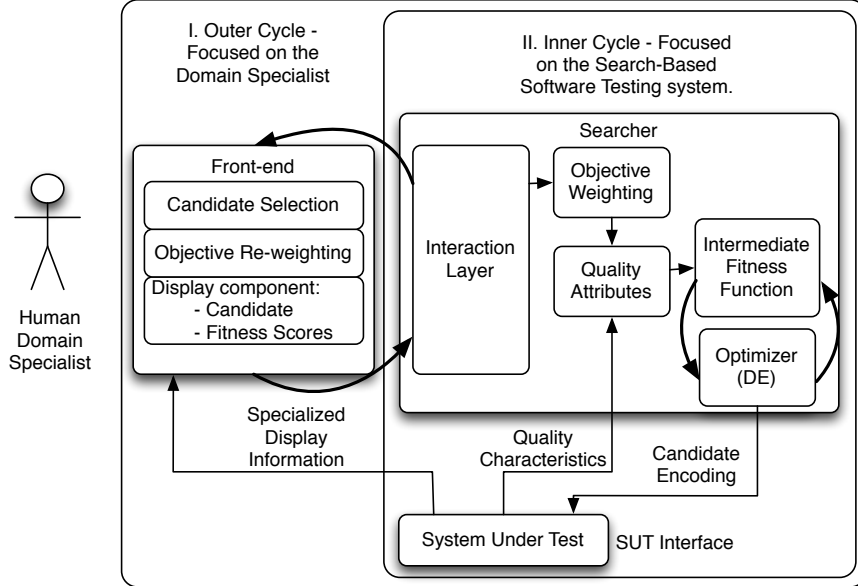 I. Outer Cycle -
Focused on the
Domain Specialist
II. Inner Cycle - Focused
on the Search-Based
Software Testing system.
Searcher
Front-end
Candidate Selection
Objective Re-weighting
Display component:
- Candidate
- Fitness Scores
Interaction
Layer
Objective
Weighting
Quality
Attributes
Intermediate
Fitness
Function
Optimizer
(DE)
Human
Domain
Specialist
Specialized
Display
Information
Quality
Characteristics
Candidate
Encoding
System Under Test
SUT Interface